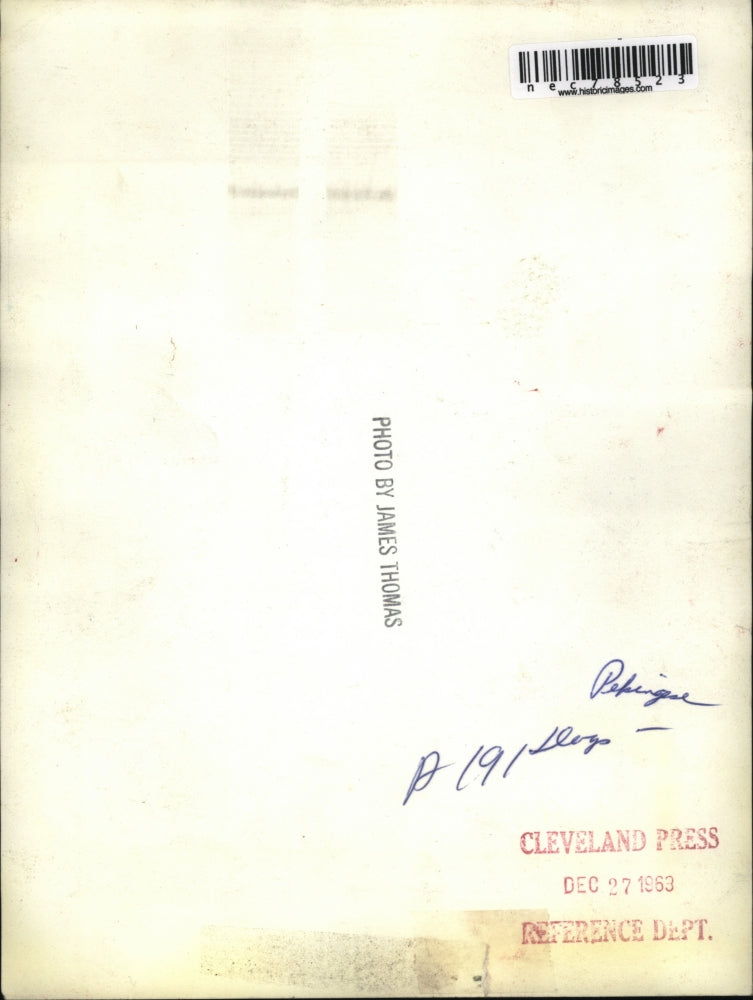 nec78523
www.historicimages.com
PHOTO BY JAMES THOMAS
Pekingese
P 191 Dogs —
CLEVELAND PRESS
DEC 27 1963
REFERENCE DEPT.